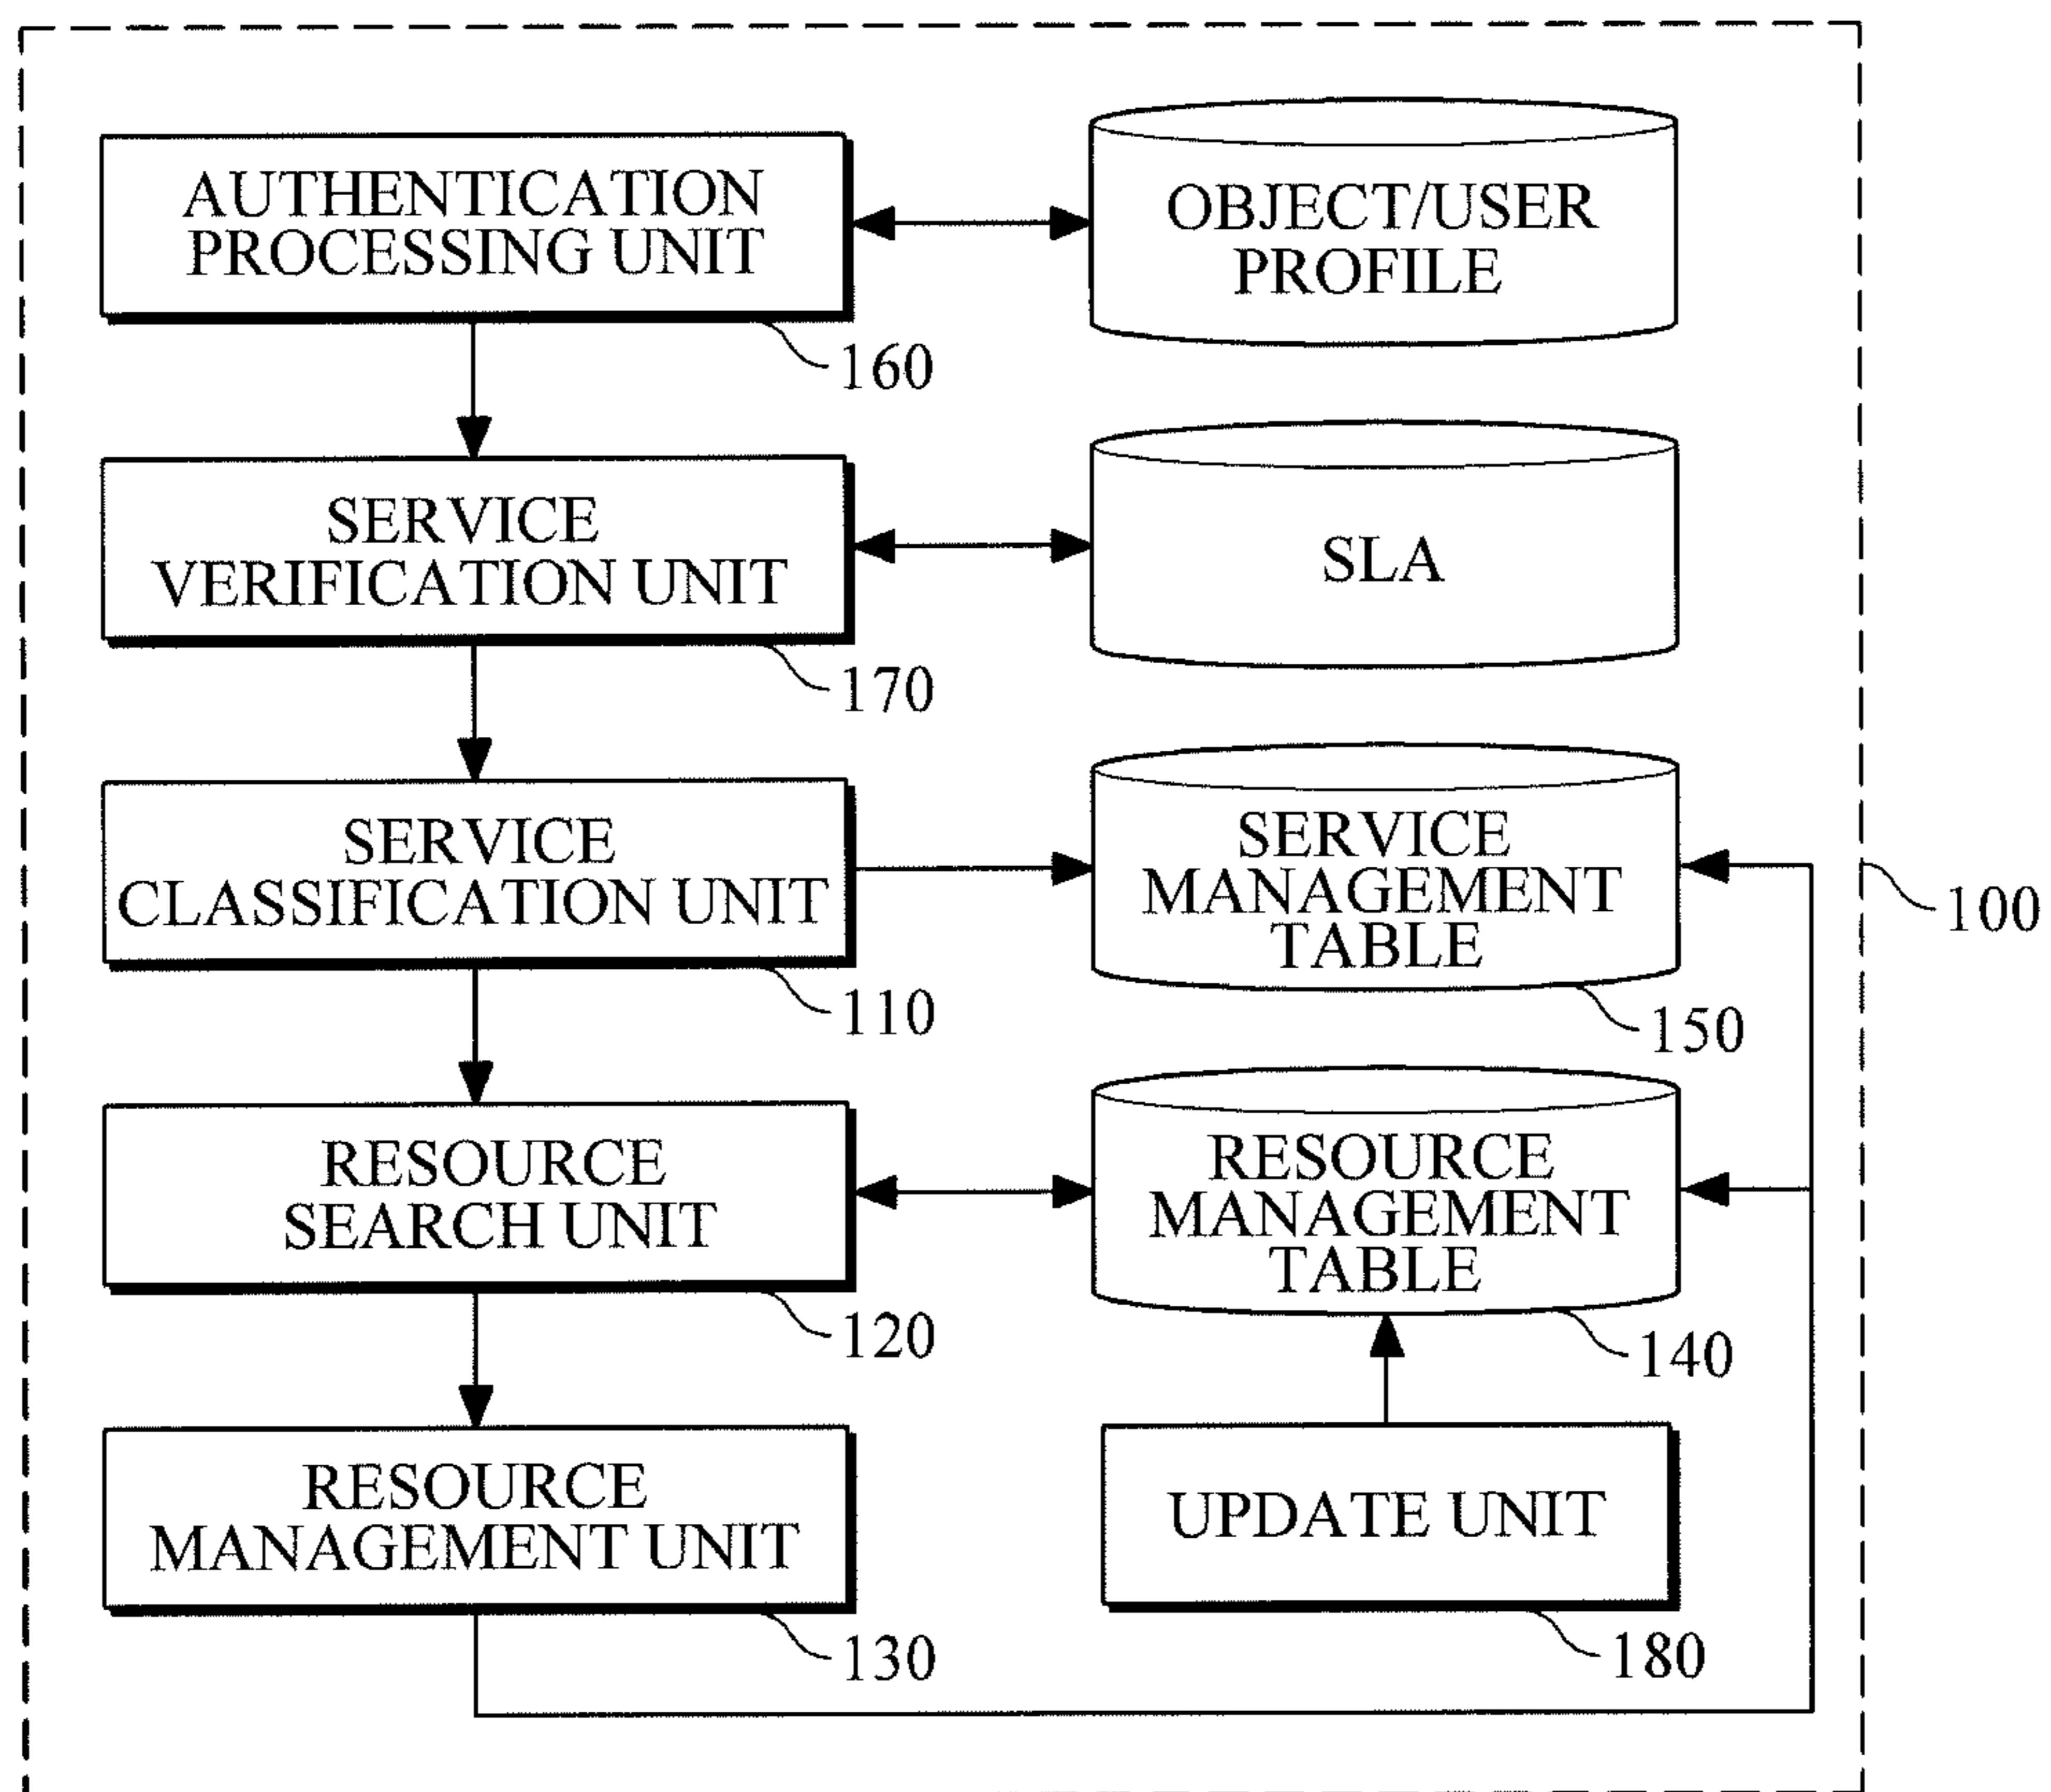 AUTHENTICATION
PROCESSING UNIT
160
OBJECT/USER
PROFILE
SERVICE
VERIFICATION UNIT
170
SLA
SERVICE
CLASSIFICATION UNIT
110
SERVICE
MANAGEMENT
TABLE
150
100
RESOURCE
SEARCH UNIT
120
RESOURCE
MANAGEMENT
TABLE
140
RESOURCE
MANAGEMENT UNIT
130
UPDATE UNIT
180